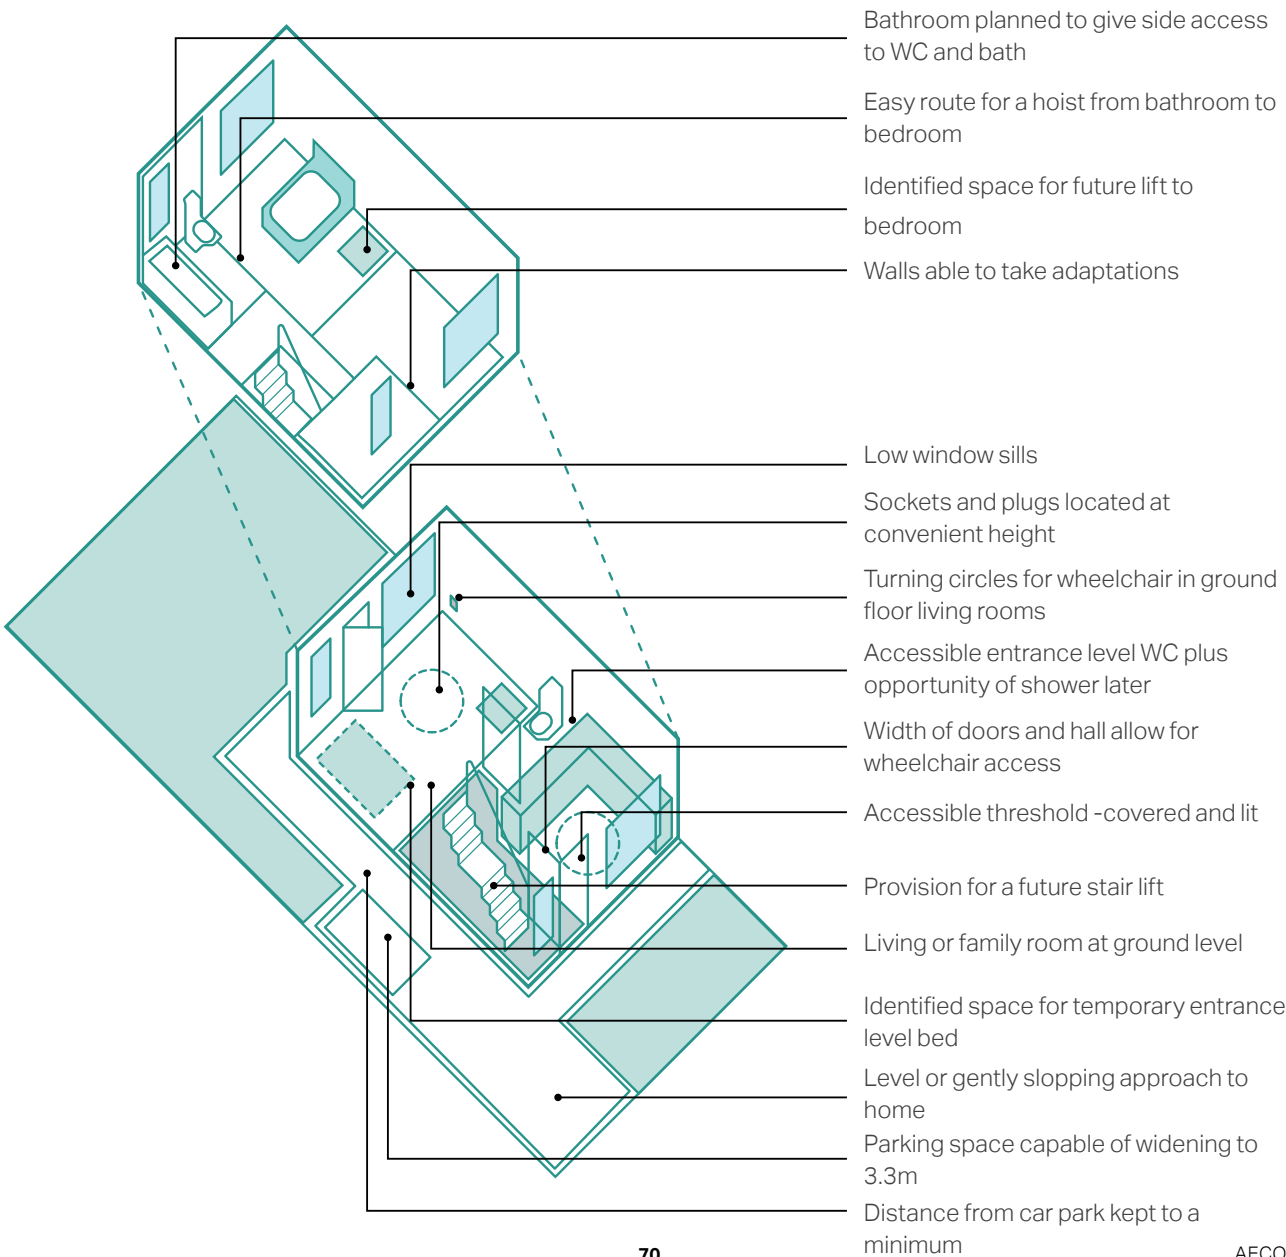 Bathroom planned to give side access
to WC and bath
Easy route for a hoist from bathroom to
bedroom
Identified space for future lift to
bedroom
Walls able to take adaptations
Low window sills
Sockets and plugs located at
convenient height
Turning circles for wheelchair in ground
floor living rooms
Accessible entrance level WC plus
opportunity of shower later
Width of doors and hall allow for
wheelchair access
Accessible threshold -covered and lit
Provision for a future stair lift
Living or family room at ground level
Identified space for temporary entrance
level bed
Level or gently slopping approach to
home
Parking space capable of widening to
3.3m
Distance from car park kept to a
minimum
70